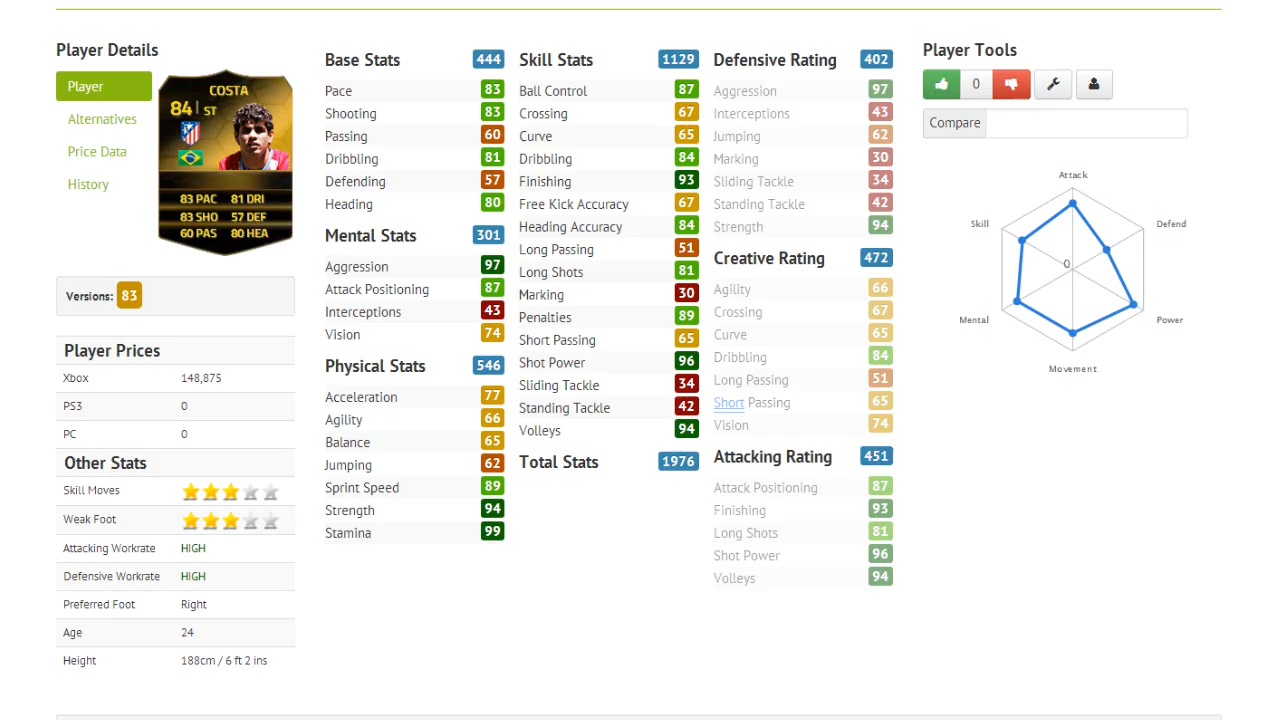 Player Details
Player
Alternatives
Price Data
History
COSTA
84 ST
83 PAC 81 DRI
83 SHO 57 DEF
60 PAS 80 HEA
Versions: 83
Player Prices
Xbox 148,875
PS3 0
PC 0
Other Stats
Skill Moves
Weak Foot
Attacking Workrate HIGH
Defensive Workrate HIGH
Preferred Foot Right
Age 24
Height 188cm / 6 ft 2 ins
Base Stats 444
Pace 83
Shooting 83
Passing 60
Dribbling 81
Defending 57
Heading 80
Mental Stats 301
Aggression 97
Attack Positioning 87
Interceptions 43
Vision 74
Physical Stats 546
Acceleration 77
Agility 66
Balance 65
Jumping 62
Sprint Speed 89
Strength 94
Stamina 99
Skill Stats 1129
Ball Control 87
Crossing 67
Curve 65
Dribbling 84
Finishing 93
Free Kick Accuracy 67
Heading Accuracy 84
Long Passing 51
Long Shots 81
Marking 30
Penalties 89
Short Passing 65
Shot Power 96
Sliding Tackle 34
Standing Tackle 42
Volleys 94
Total Stats 1976
Defensive Rating 402
Aggression 97
Interceptions 43
Jumping 62
Marking 30
Sliding Tackle 34
Standing Tackle 42
Strength 94
Creative Rating 472
Agility 66
Crossing 67
Curve 65
Dribbling 84
Long Passing 51
Short Passing 65
Vision 74
Attacking Rating 451
Attack Positioning 87
Finishing 93
Long Shots 81
Shot Power 96
Volleys 94
Player Tools
0
Compare
Attack
Skill Defend
0
Mental Power
Movement